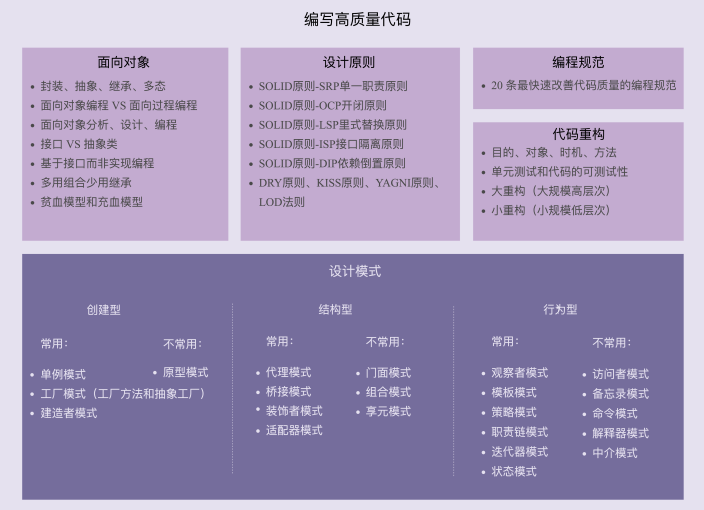 编写高质量代码
面向对象
封装、抽象、继承、多态
面向对象编程 VS 面向过程编程
面向对象分析、设计、编程
接口 VS 抽象类
基于接口而非实现编程
多用组合少用继承
贫血模型和充血模型
设计原则
SOLID原则-SRP单一职责原则
SOLID原则-OCP开闭原则
SOLID原则-LSP里式替换原则
SOLID原则-ISP接口隔离原则
SOLID原则-DIP依赖倒置原则
DRY原则、KISS原则、YAGNI原则、
LOD法则
编程规范
20 条最快速改善代码质量的编程规范
代码重构
目的、对象、时机、方法
单元测试和代码的可测试性
大重构（大规模高层次）
小重构（小规模低层次）
设计模式
创建型
常用：
单例模式
工厂模式（工厂方法和抽象工厂）
建造者模式
不常用：
原型模式
结构型
常用：
代理模式
桥接模式
装饰者模式
适配器模式
不常用：
门面模式
组合模式
享元模式
行为型
常用：
观察者模式
模板模式
策略模式
职责链模式
迭代器模式
状态模式
不常用：
访问者模式
备忘录模式
命令模式
解释器模式
中介模式